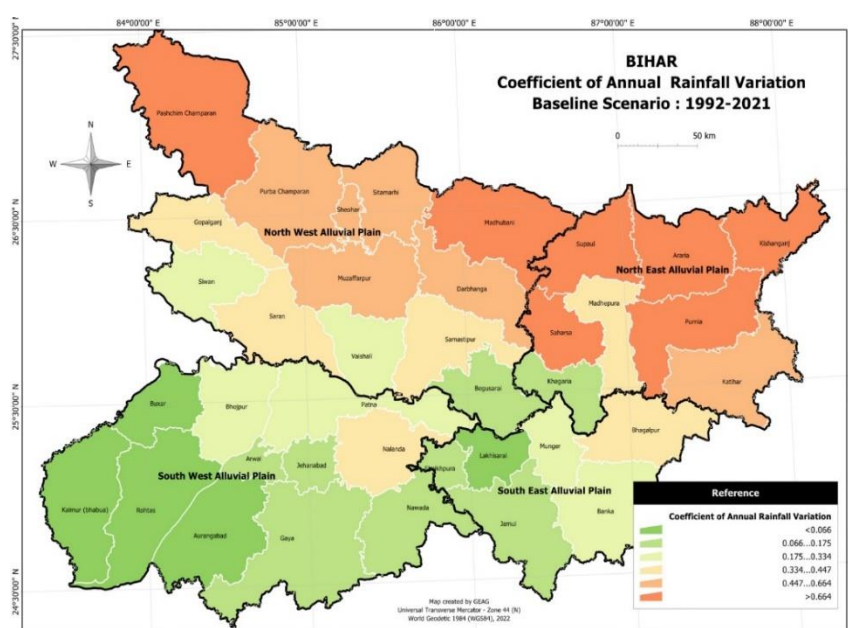 84°00'00" E
85°00'00" E
86°00'00" E
87°00'00" E
88°00'00" E
27°30'00" N
26°30'00" N
25°30'00" N
24°30'00" N
BIHAR
Coefficient of Annual Rainfall Variation
Baseline Scenario : 1992-2021
0 50 km
N
W E
S
Pashchim Champaran
Purba Champaran
Sitamarhi
Sheohar
Gopalganj
North West Alluvial Plain
Madhubani
Supaul
Araria
Kishanganj
North East Alluvial Plain
Siwan
Muzaffarpur
Darbhanga
Madhepura
Saran
Saharsa
Purnia
Vaishali
Samastipur
Katihar
Begusarai
Khagaria
Buxar
Bhojpur
Patna
Bhagalpur
Nalanda
Munger
Arwal
Jehanabad
Lakhisarai
South West Alluvial Plain
South East Alluvial Plain
Kaimur (bhabua)
Rohtas
Nawada
Banka
Aurangabad
Gaya
Jamui
Reference
Coefficient of Annual Rainfall Variation
<0.066
0.066...0.175
0.175...0.334
0.334...0.447
0.447...0.664
>0.664
Map created by GEAG
Universal Transverse Mercator - Zone 44 (N)
World Geodetic 1984 (WGS84), 2022